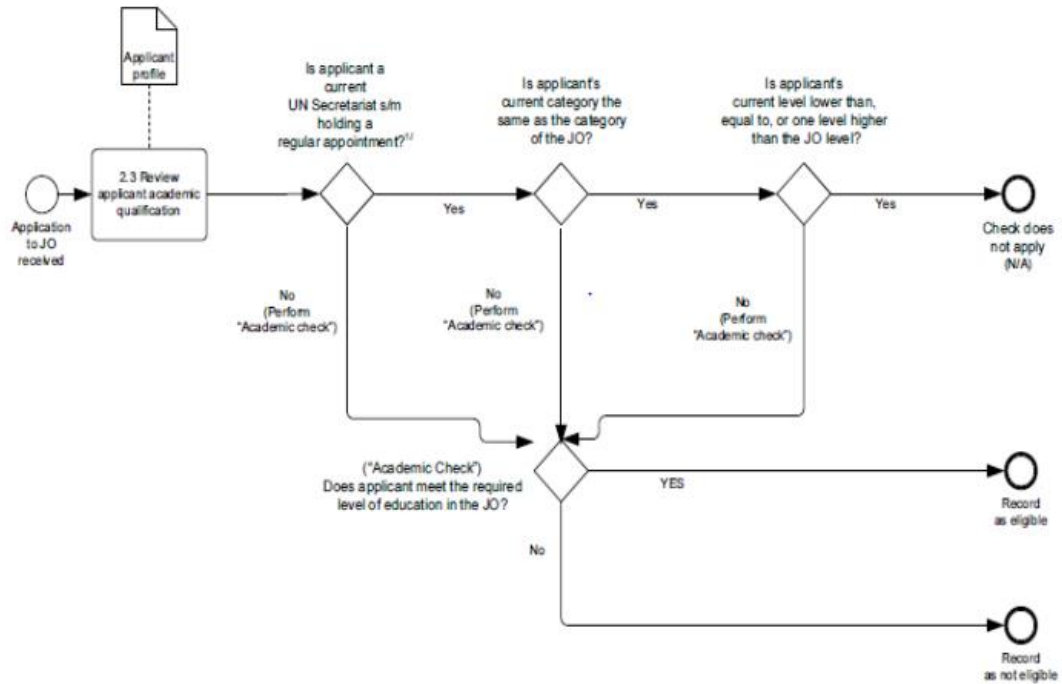 Applicant
profile
Is applicant a
current
UN Secretariat s/m
holding a
regular appointment?1/
Is applicant's
current category the
same as the category
of the JO?
Is applicant's
current level lower than,
equal to, or one level higher
than the JO level?
2.3 Review
applicant academic
qualification
Application
to JO
received
Yes
Yes
Yes
Check does
not apply
(N/A)
No
(Perform
"Academic check")
No
(Perform
"Academic check")
No
(Perform
"Academic check")
("Academic Check")
Does applicant meet the required
level of education in the JO?
YES
Record
as eligible
No
Record
as not eligible